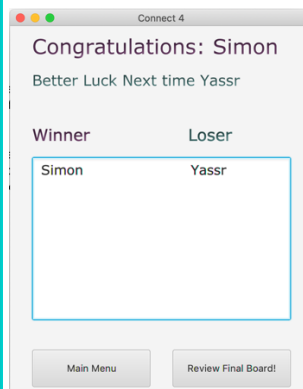 Connect 4
Congratulations: Simon
Better Luck Next time Yassr
Winner Loser
Simon Yassr
Main Menu Review Final Board!